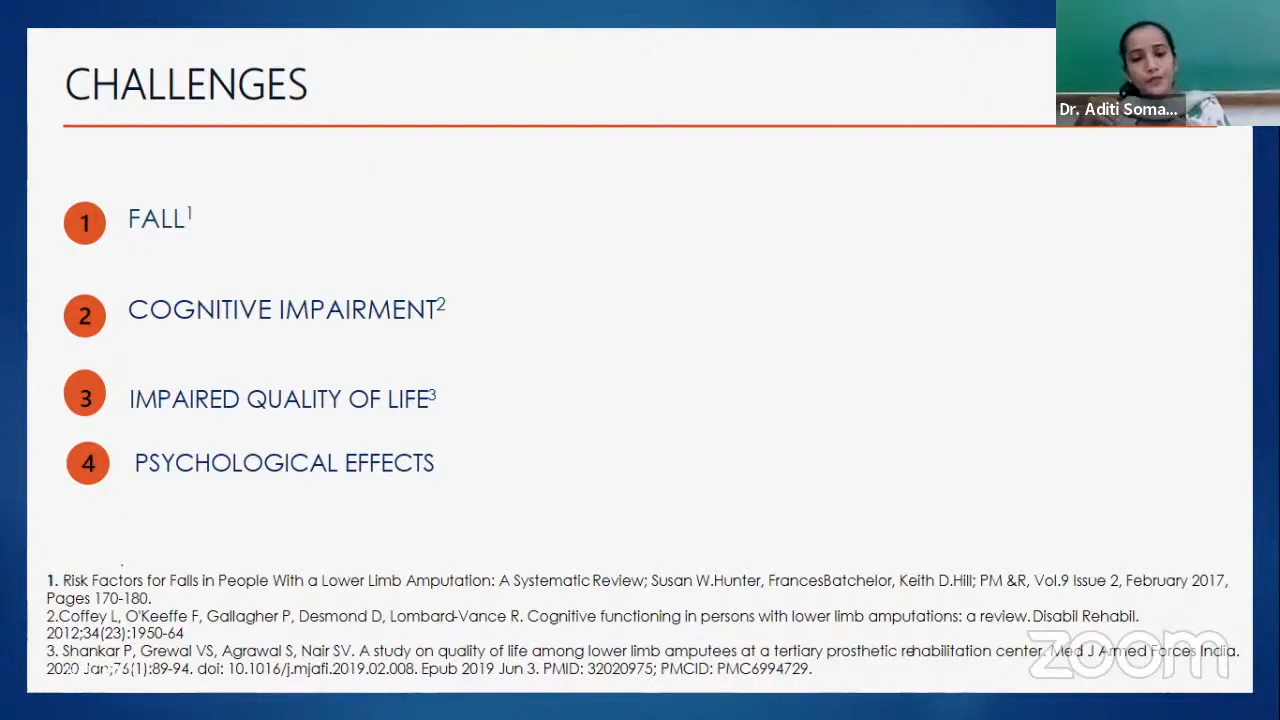 CHALLENGES
Dr. Aditi Soma...
1 FALL1
2 COGNITIVE IMPAIRMENT2
3 IMPAIRED QUALITY OF LIFE3
4 PSYCHOLOGICAL EFFECTS
1. Risk Factors for Falls in People With a Lower Limb Amputation: A Systematic Review; Susan W.Hunter, FrancesBatchelor, Keith D.Hill; PM &R, Vol.9 Issue 2, February 2017,
Pages 170-180.
2.Coffey L, O'Keeffe F, Gallagher P, Desmond D, Lombard-Vance R. Cognitive functioning in persons with lower limb amputations: a review. Disabil Rehabil.
2012;34(23):1950-64
3. Shankar P, Grewal VS, Agrawal S, Nair SV. A study on quality of life among lower limb amputees at a tertiary prosthetic rehabilitation center. Med J Armed Forces India.
2020 Jan;76(1):89-94. doi: 10.1016/j.mjafi.2019.02.008. Epub 2019 Jun 3. PMID: 32020975; PMCID: PMC6994729.
zoom